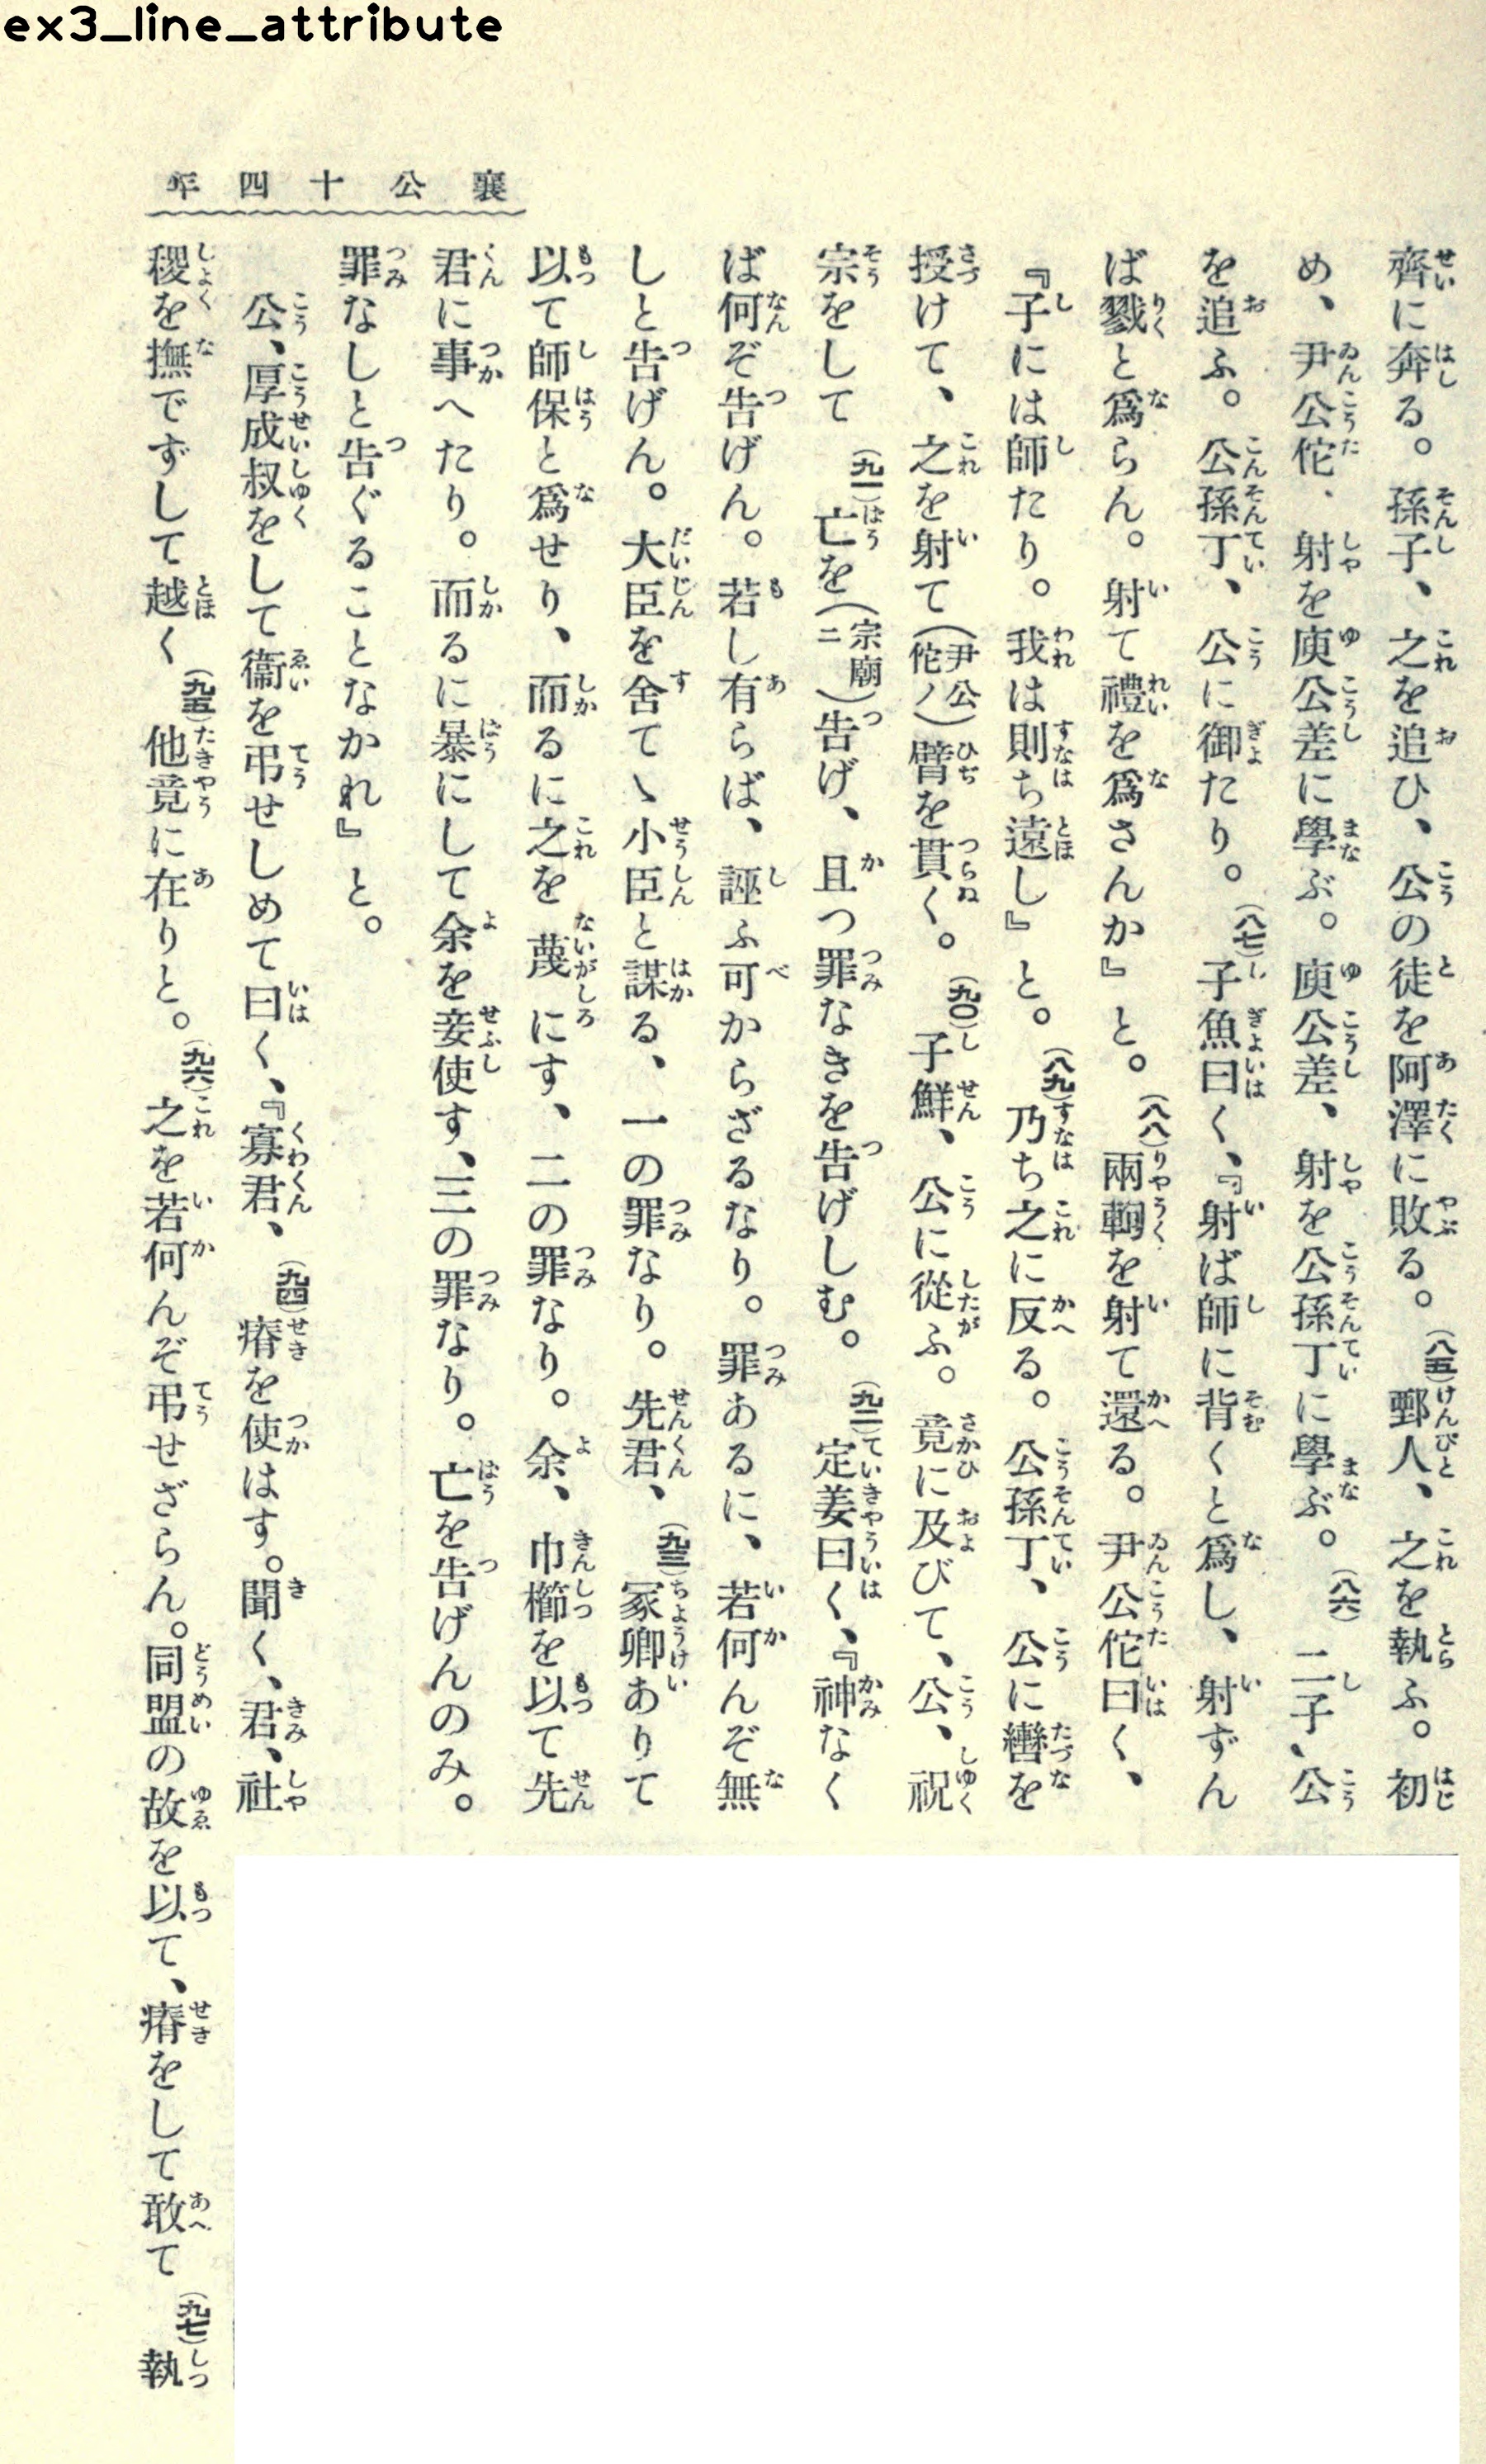 ex3_line_attribute
襄公十四年
齊に奔る。孫子、之を追ひ、公の徒を阿澤に敗る。(八五)鄄人、之を執ふ。初
め、尹公佗、射を庾公差に學ぶ。庾公差、射を公孫丁に學ぶ。(八六)二子、公
を追ふ。公孫丁、公に御たり。(八七)子魚曰く、『射ば師に背くと爲し、射ずん
ば戮と爲らん。射て禮を爲さんか』と。(八八)兩軥を射て還る。尹公佗曰く、
『子には師たり。我は則ち遠し』と。(八九)乃ち之に反る。公孫丁、公に轡を
授けて、之を射て(尹公佗ノ)臂を貫く。(九〇)子鮮、公に從ふ。竟に及びて、公、祝
宗をして(九一)亡を(宗廟ニ)告げ、且つ罪なきを告げしむ。(九二)定姜曰く、『神なく
ば何ぞ告げん。若し有らば、誣ふ可からざるなり。罪あるに、若何んぞ無
しと告げん。大臣を舍てゝ小臣と謀る、一の罪なり。先君、(九三)冢卿ありて
以て師保と爲せり、而るに之を蔑にす、二の罪なり。余、巾櫛を以て先
君に事へたり。而るに暴にして余を妾使す、三の罪なり。亡を告げんのみ。
罪なしと告ぐることなかれ』と。
公、厚成叔をして衞を弔せしめて曰く、『寡君、(九四)瘠を使はす。聞く、君、社
稷を撫でずして越く(九五)他竟に在りと。(九六)之を若何んぞ弔せざらん。同盟の故を以て、瘠をして敢て(九七)執